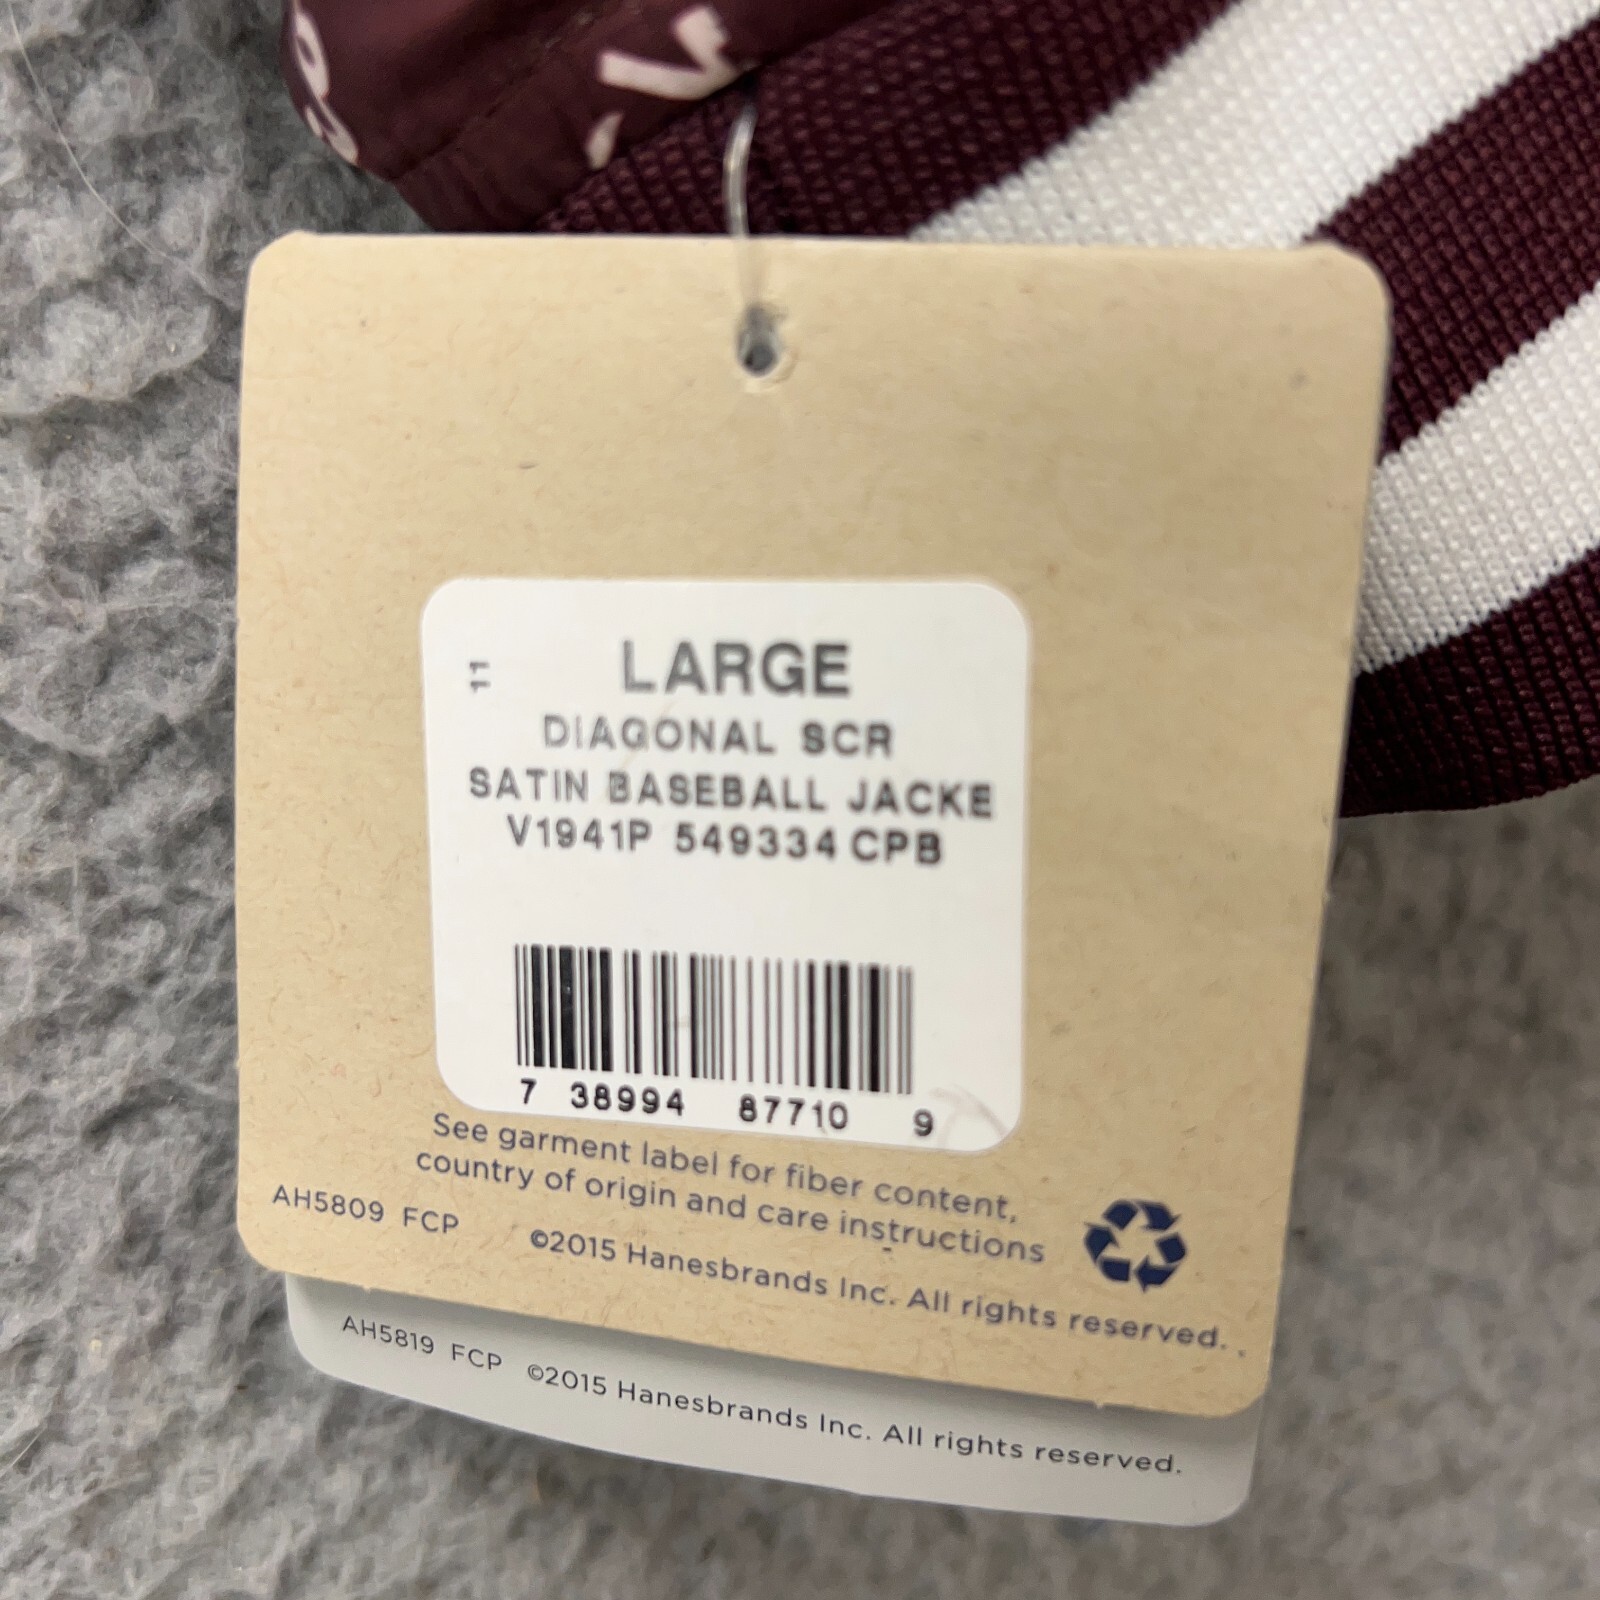 11
LARGE
DIAGONAL SCR
SATIN BASEBALL JACKE
V1941P 549334 CPB
7 38994 87710 9
See garment label for fiber content,
country of origin and care instructions
AH5809 FCP ©2015 Hanesbrands Inc. All rights reserved.
AH5819 FCP ©2015 Hanesbrands Inc. All rights reserved.